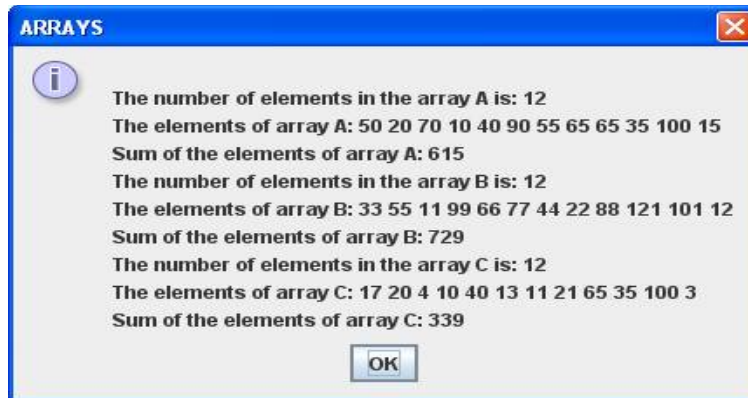 ARRAYS
The number of elements in the array A is: 12
The elements of array A: 50 20 70 10 40 90 55 65 65 35 100 15
Sum of the elements of array A: 615
The number of elements in the array B is: 12
The elements of array B: 33 55 11 99 66 77 44 22 88 121 101 12
Sum of the elements of array B: 729
The number of elements in the array C is: 12
The elements of array C: 17 20 4 10 40 13 11 21 65 35 100 3
Sum of the elements of array C: 339
OK